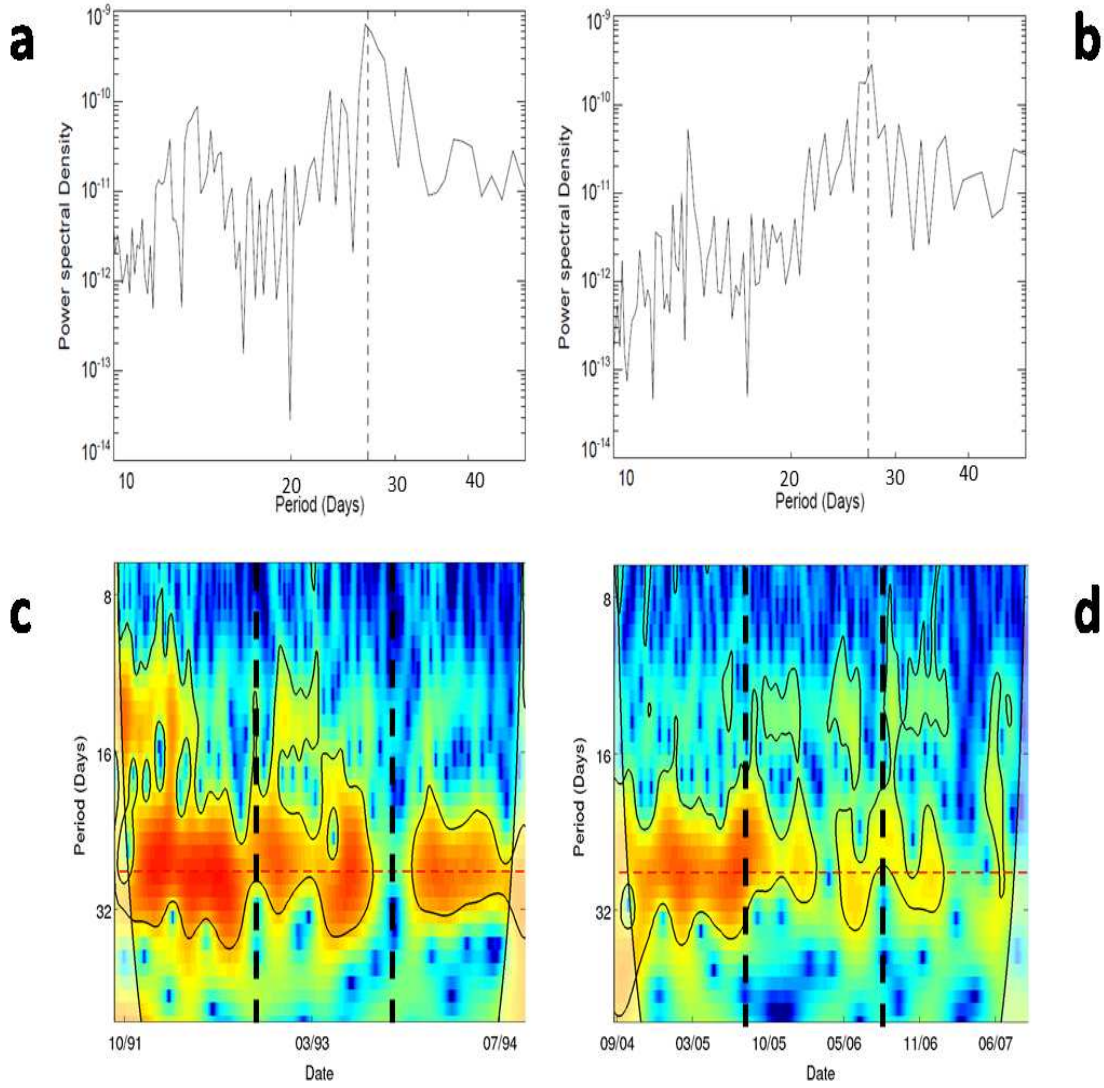 a
10^-9
10^-10
10^-11
10^-12
10^-13
10^-14
Power spectral Density
10
20
30
40
Period (Days)
b
10^-9
10^-10
10^-11
10^-12
10^-13
10^-14
Power spectral Density
10
20
30
40
Period (Days)
c
8
16
32
Period (Days)
10/91
03/93
07/94
Date
d
8
16
32
Period (Days)
09/04
03/05
10/05
05/06
11/06
06/07
Date